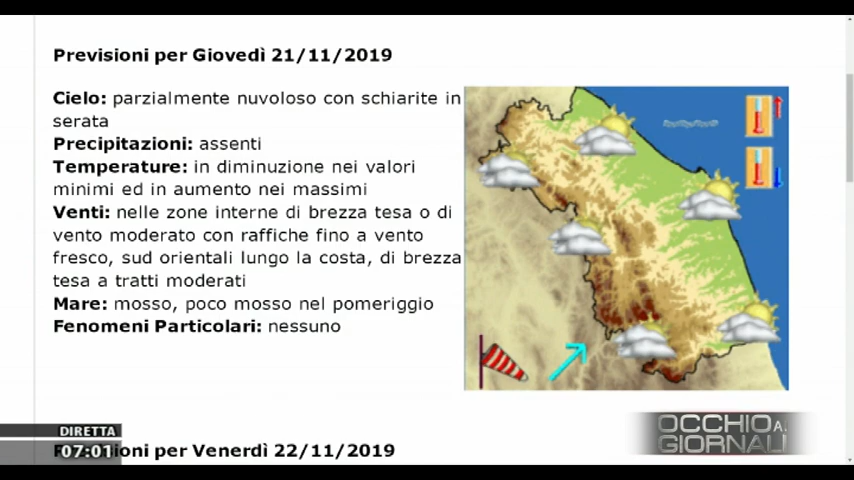 Previsioni per Giovedì 21/11/2019
Cielo: parzialmente nuvoloso con schiarite in
serata
Precipitazioni: assenti
Temperature: in diminuzione nei valori
minimi ed in aumento nei massimi
Venti: nelle zone interne di brezza tesa o di
vento moderato con raffiche fino a vento
fresco, sud orientali lungo la costa, di brezza
tesa a tratti moderati
Mare: mosso, poco mosso nel pomeriggio
Fenomeni Particolari: nessuno
DIRETTA
07:01
per Venerdì 22/11/2019
OCCHIO AI
GIORNALI